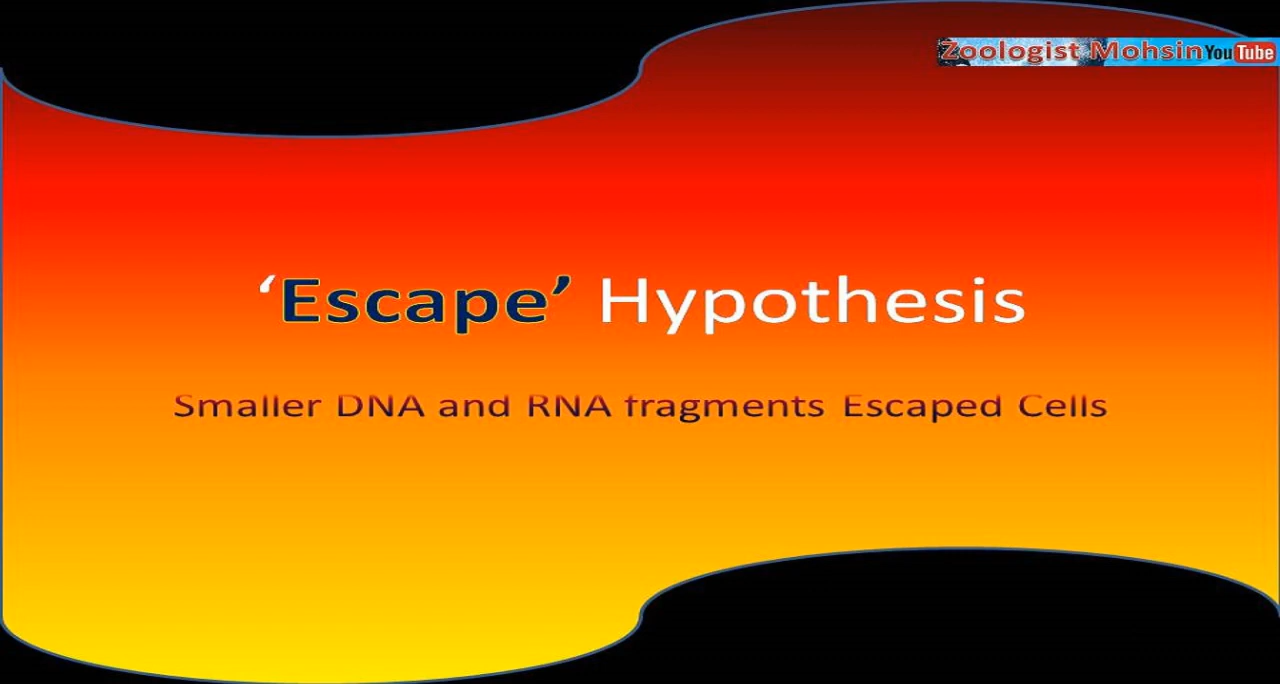 Zoologist Mohsin YouTube
‘Escape’ Hypothesis
Smaller DNA and RNA fragments Escaped Cells